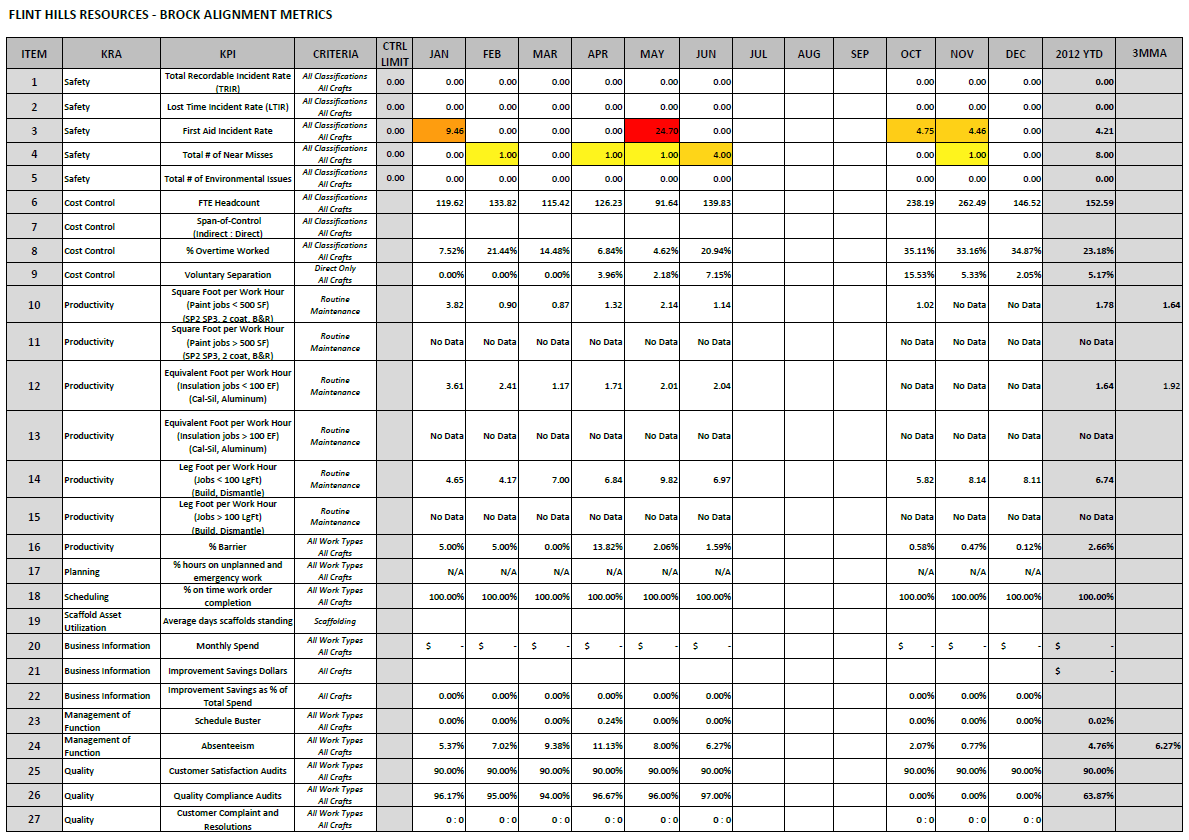 FLINT HILLS RESOURCES - BROCK ALIGNMENT METRICS
ITEM KRA KPI CRITERIA CTRL LIMIT JAN FEB MAR APR MAY JUN JUL AUG SEP OCT NOV DEC 2012 YTD 3MMA
1 Safety Total Recordable Incident Rate (TRIR) All Classifications All Crafts 0.00 0.00 0.00 0.00 0.00 0.00 0.00 0.00 0.00 0.00 0.00
2 Safety Lost Time Incident Rate (LTIR) All Classifications All Crafts 0.00 0.00 0.00 0.00 0.00 0.00 0.00 0.00 0.00 0.00 0.00
3 Safety First Aid Incident Rate All Classifications All Crafts 0.00 9.46 0.00 0.00 0.00 24.70 0.00 4.75 4.46 0.00 4.21
4 Safety Total # of Near Misses All Classifications All Crafts 0.00 0.00 1.00 0.00 1.00 1.00 4.00 0.00 1.00 0.00 8.00
5 Safety Total # of Environmental Issues All Classifications All Crafts 0.00 0.00 0.00 0.00 0.00 0.00 0.00 0.00 0.00 0.00 0.00
6 Cost Control FTE Headcount All Classifications All Crafts 119.62 133.82 115.42 126.23 91.64 139.83 238.19 262.49 146.52 152.59
7 Cost Control Span-of-Control (Indirect : Direct) All Classifications All Crafts
8 Cost Control % Overtime Worked All Classifications All Crafts 7.52% 21.44% 14.48% 6.84% 4.62% 20.94% 35.11% 33.16% 34.87% 23.18%
9 Cost Control Voluntary Separation Direct Only All Crafts 0.00% 0.00% 0.00% 3.96% 2.18% 7.15% 15.53% 5.33% 2.05% 5.17%
10 Productivity Square Foot per Work Hour (Paint jobs < 500 SF) (SP2 SP3, 2 coat, B&R) Routine Maintenance 3.82 0.90 0.87 1.32 2.14 1.14 1.02 No Data No Data 1.78 1.64
11 Productivity Square Foot per Work Hour (Paint jobs > 500 SF) (SP2 SP3, 2 coat, B&R) Routine Maintenance No Data No Data No Data No Data No Data No Data No Data No Data No Data No Data
12 Productivity Equivalent Foot per Work Hour (Insulation jobs < 100 EF) (Cal-Sil, Aluminum) Routine Maintenance 3.61 2.41 1.17 1.71 2.01 2.04 No Data No Data No Data 1.64 1.92
13 Productivity Equivalent Foot per Work Hour (Insulation jobs > 100 EF) (Cal-Sil, Aluminum) Routine Maintenance No Data No Data No Data No Data No Data No Data No Data No Data No Data No Data
14 Productivity Leg Foot per Work Hour (Jobs < 100 LgFt) (Build, Dismantle) Routine Maintenance 4.65 4.17 7.00 6.84 9.82 6.97 5.82 8.14 8.11 6.74
15 Productivity Leg Foot per Work Hour (Jobs > 100 LgFt) (Build, Dismantle) Routine Maintenance No Data No Data No Data No Data No Data No Data No Data No Data No Data No Data
16 Productivity % Barrier All Work Types All Crafts 5.00% 5.00% 0.00% 13.82% 2.06% 1.59% 0.58% 0.47% 0.12% 2.66%
17 Planning % hours on unplanned and emergency work All Work Types All Crafts N/A N/A N/A N/A N/A N/A N/A N/A N/A
18 Scheduling % on time work order completion All Work Types All Crafts 100.00% 100.00% 100.00% 100.00% 100.00% 100.00% 100.00% 100.00% 100.00% 100.00%
19 Scaffold Asset Utilization Average days scaffolds standing Scaffolding
20 Business Information Monthly Spend All Work Types All Crafts $ - $ - $ - $ - $ - $ - $ - $ - $ - $ -
21 Business Information Improvement Savings Dollars All Crafts $ -
22 Business Information Improvement Savings as % of Total Spend All Crafts 0.00% 0.00% 0.00% 0.00% 0.00% 0.00% 0.00% 0.00% 0.00%
23 Management of Function Schedule Buster All Work Types All Crafts 0.00% 0.00% 0.00% 0.24% 0.00% 0.00% 0.00% 0.00% 0.00% 0.02%
24 Management of Function Absenteeism All Work Types All Crafts 5.37% 7.02% 9.38% 11.13% 8.00% 6.27% 2.07% 0.77% 4.76% 6.27%
25 Quality Customer Satisfaction Audits All Work Types All Crafts 90.00% 90.00% 90.00% 90.00% 90.00% 90.00% 90.00% 90.00% 90.00% 90.00%
26 Quality Quality Compliance Audits All Work Types All Crafts 96.17% 95.00% 94.00% 96.67% 96.00% 97.00% 0.00% 0.00% 0.00% 63.87%
27 Quality Customer Complaint and Resolutions All Work Types All Crafts 0 : 0 0 : 0 0 : 0 0 : 0 0 : 0 0 : 0 0 : 0 0 : 0 0 : 0